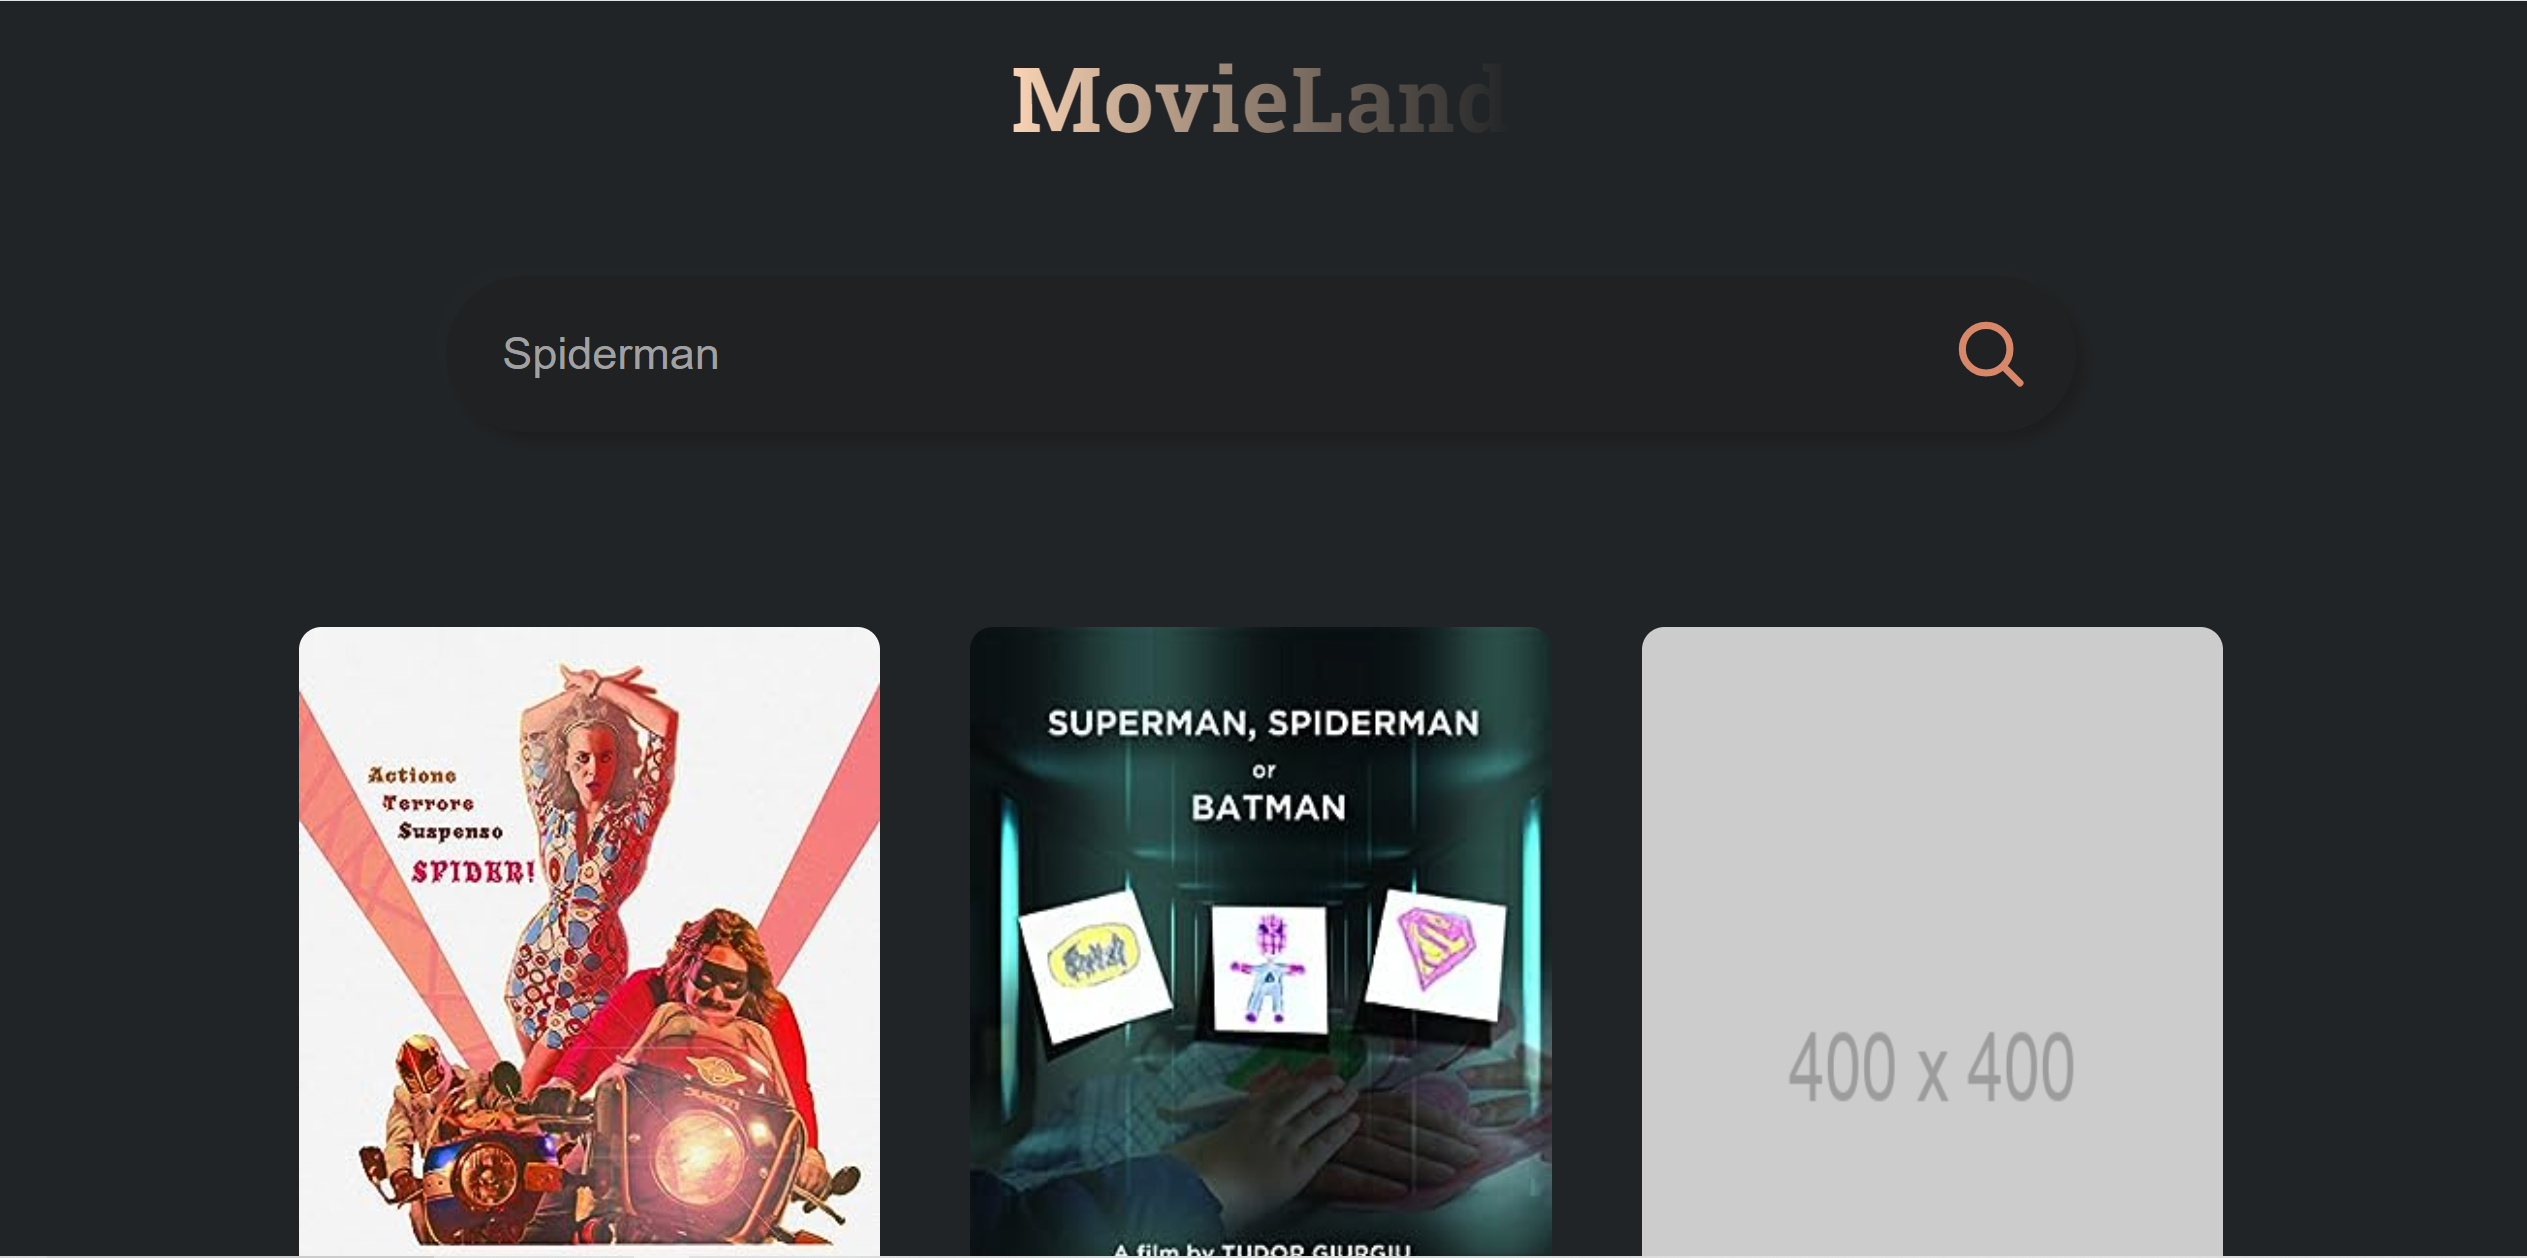 MovieLand
Spiderman
Actione
Terrore
Suspenso
SPIDER!
SUPERMAN, SPIDERMAN
or
BATMAN
A film by TUDOR GIURGIU
400 x 400